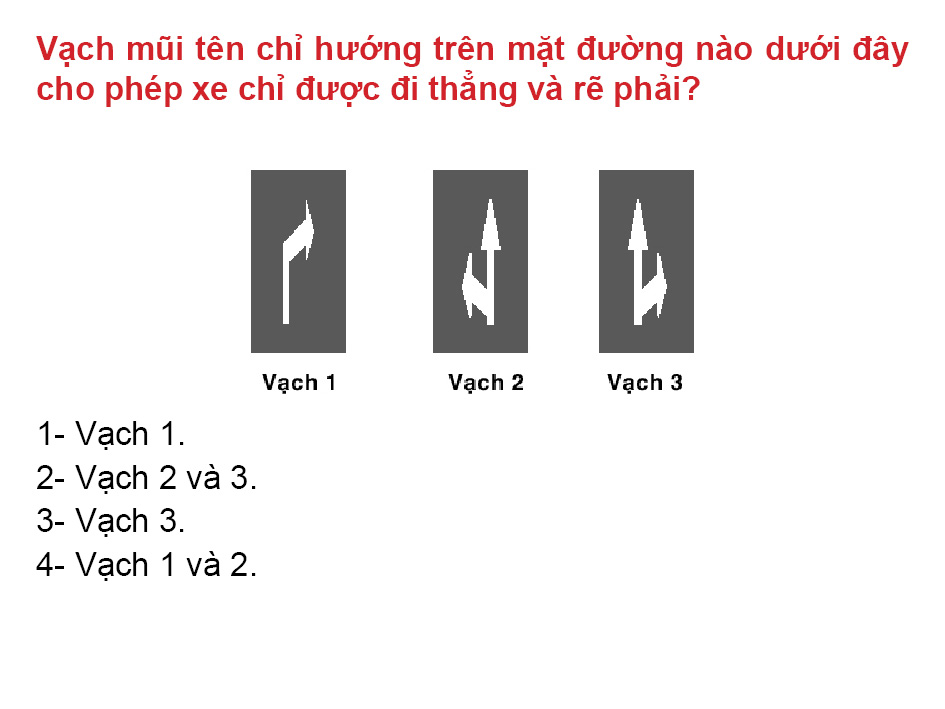 Vạch mũi tên chỉ hướng trên mặt đường nào dưới đây
cho phép xe chỉ được đi thẳng và rẽ phải?
Vạch 1 Vạch 2 Vạch 3
1- Vạch 1.
2- Vạch 2 và 3.
3- Vạch 3.
4- Vạch 1 và 2.